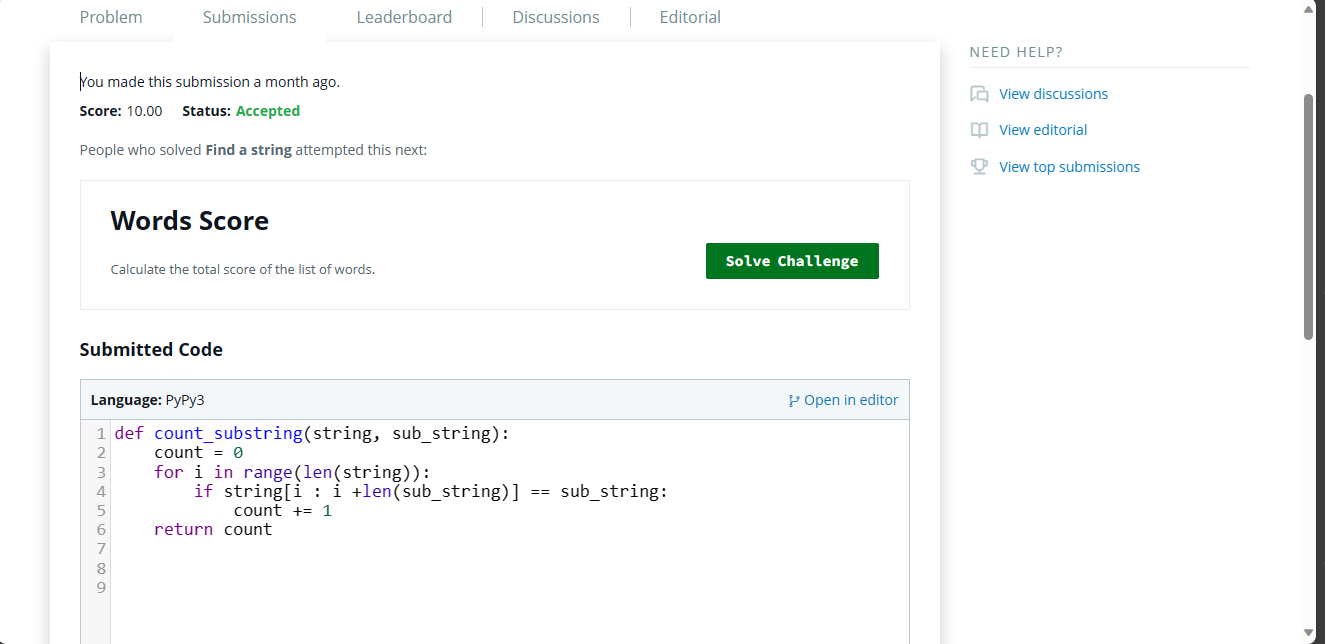 Problem Submissions Leaderboard Discussions Editorial
You made this submission a month ago.
Score: 10.00 Status: Accepted
People who solved Find a string attempted this next:
Words Score
Calculate the total score of the list of words.
Solve Challenge
Submitted Code
Language: PyPy3 Open in editor
1 def count_substring(string, sub_string):
2     count = 0
3     for i in range(len(string)):
4         if string[i : i +len(sub_string)] == sub_string:
5             count += 1
6     return count
7
8
9
NEED HELP?
View discussions
View editorial
View top submissions